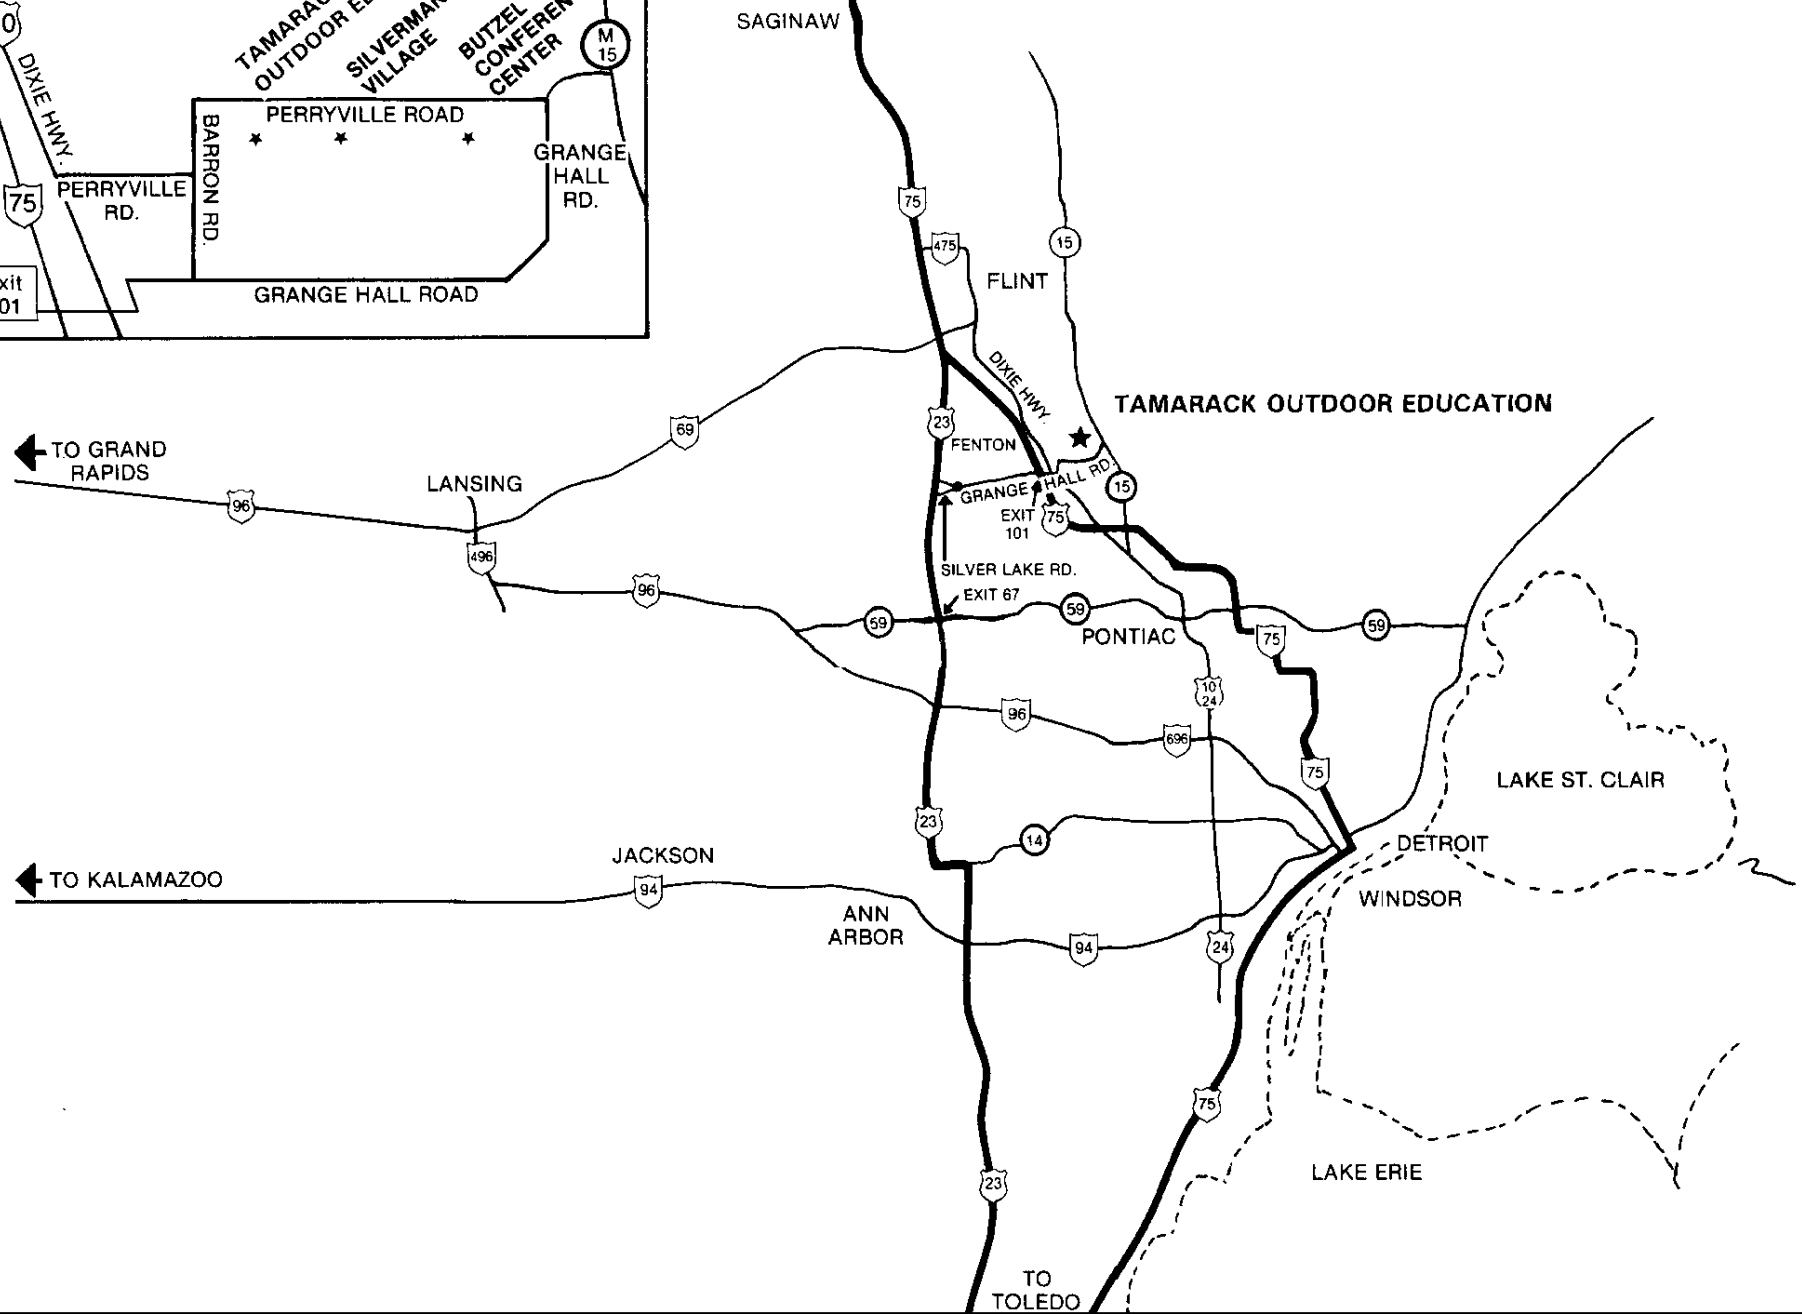 SAGINAW
TAMARAC
OUTDOOR ED
SILVERMAN
VILLAGE
BUTZEL
CONFEREN
CENTER
M
15
0
DIXIE HWY.
PERRYVILLE ROAD
BARRON RD.
GRANGE
HALL
RD.
75
PERRYVILLE
RD.
xit
01
GRANGE HALL ROAD
75
475
15
FLINT
DIXIE HWY.
TAMARACK OUTDOOR EDUCATION
23
69
FENTON
TO GRAND
RAPIDS
LANSING
GRANGE HALL RD.
15
96
EXIT
101
75
496
SILVER LAKE RD.
96
EXIT 67
59
59
59
PONTIAC
75
10
24
96
696
75
LAKE ST. CLAIR
23
14
DETROIT
JACKSON
TO KALAMAZOO
94
WINDSOR
ANN
ARBOR
94
24
75
LAKE ERIE
23
TO
TOLEDO